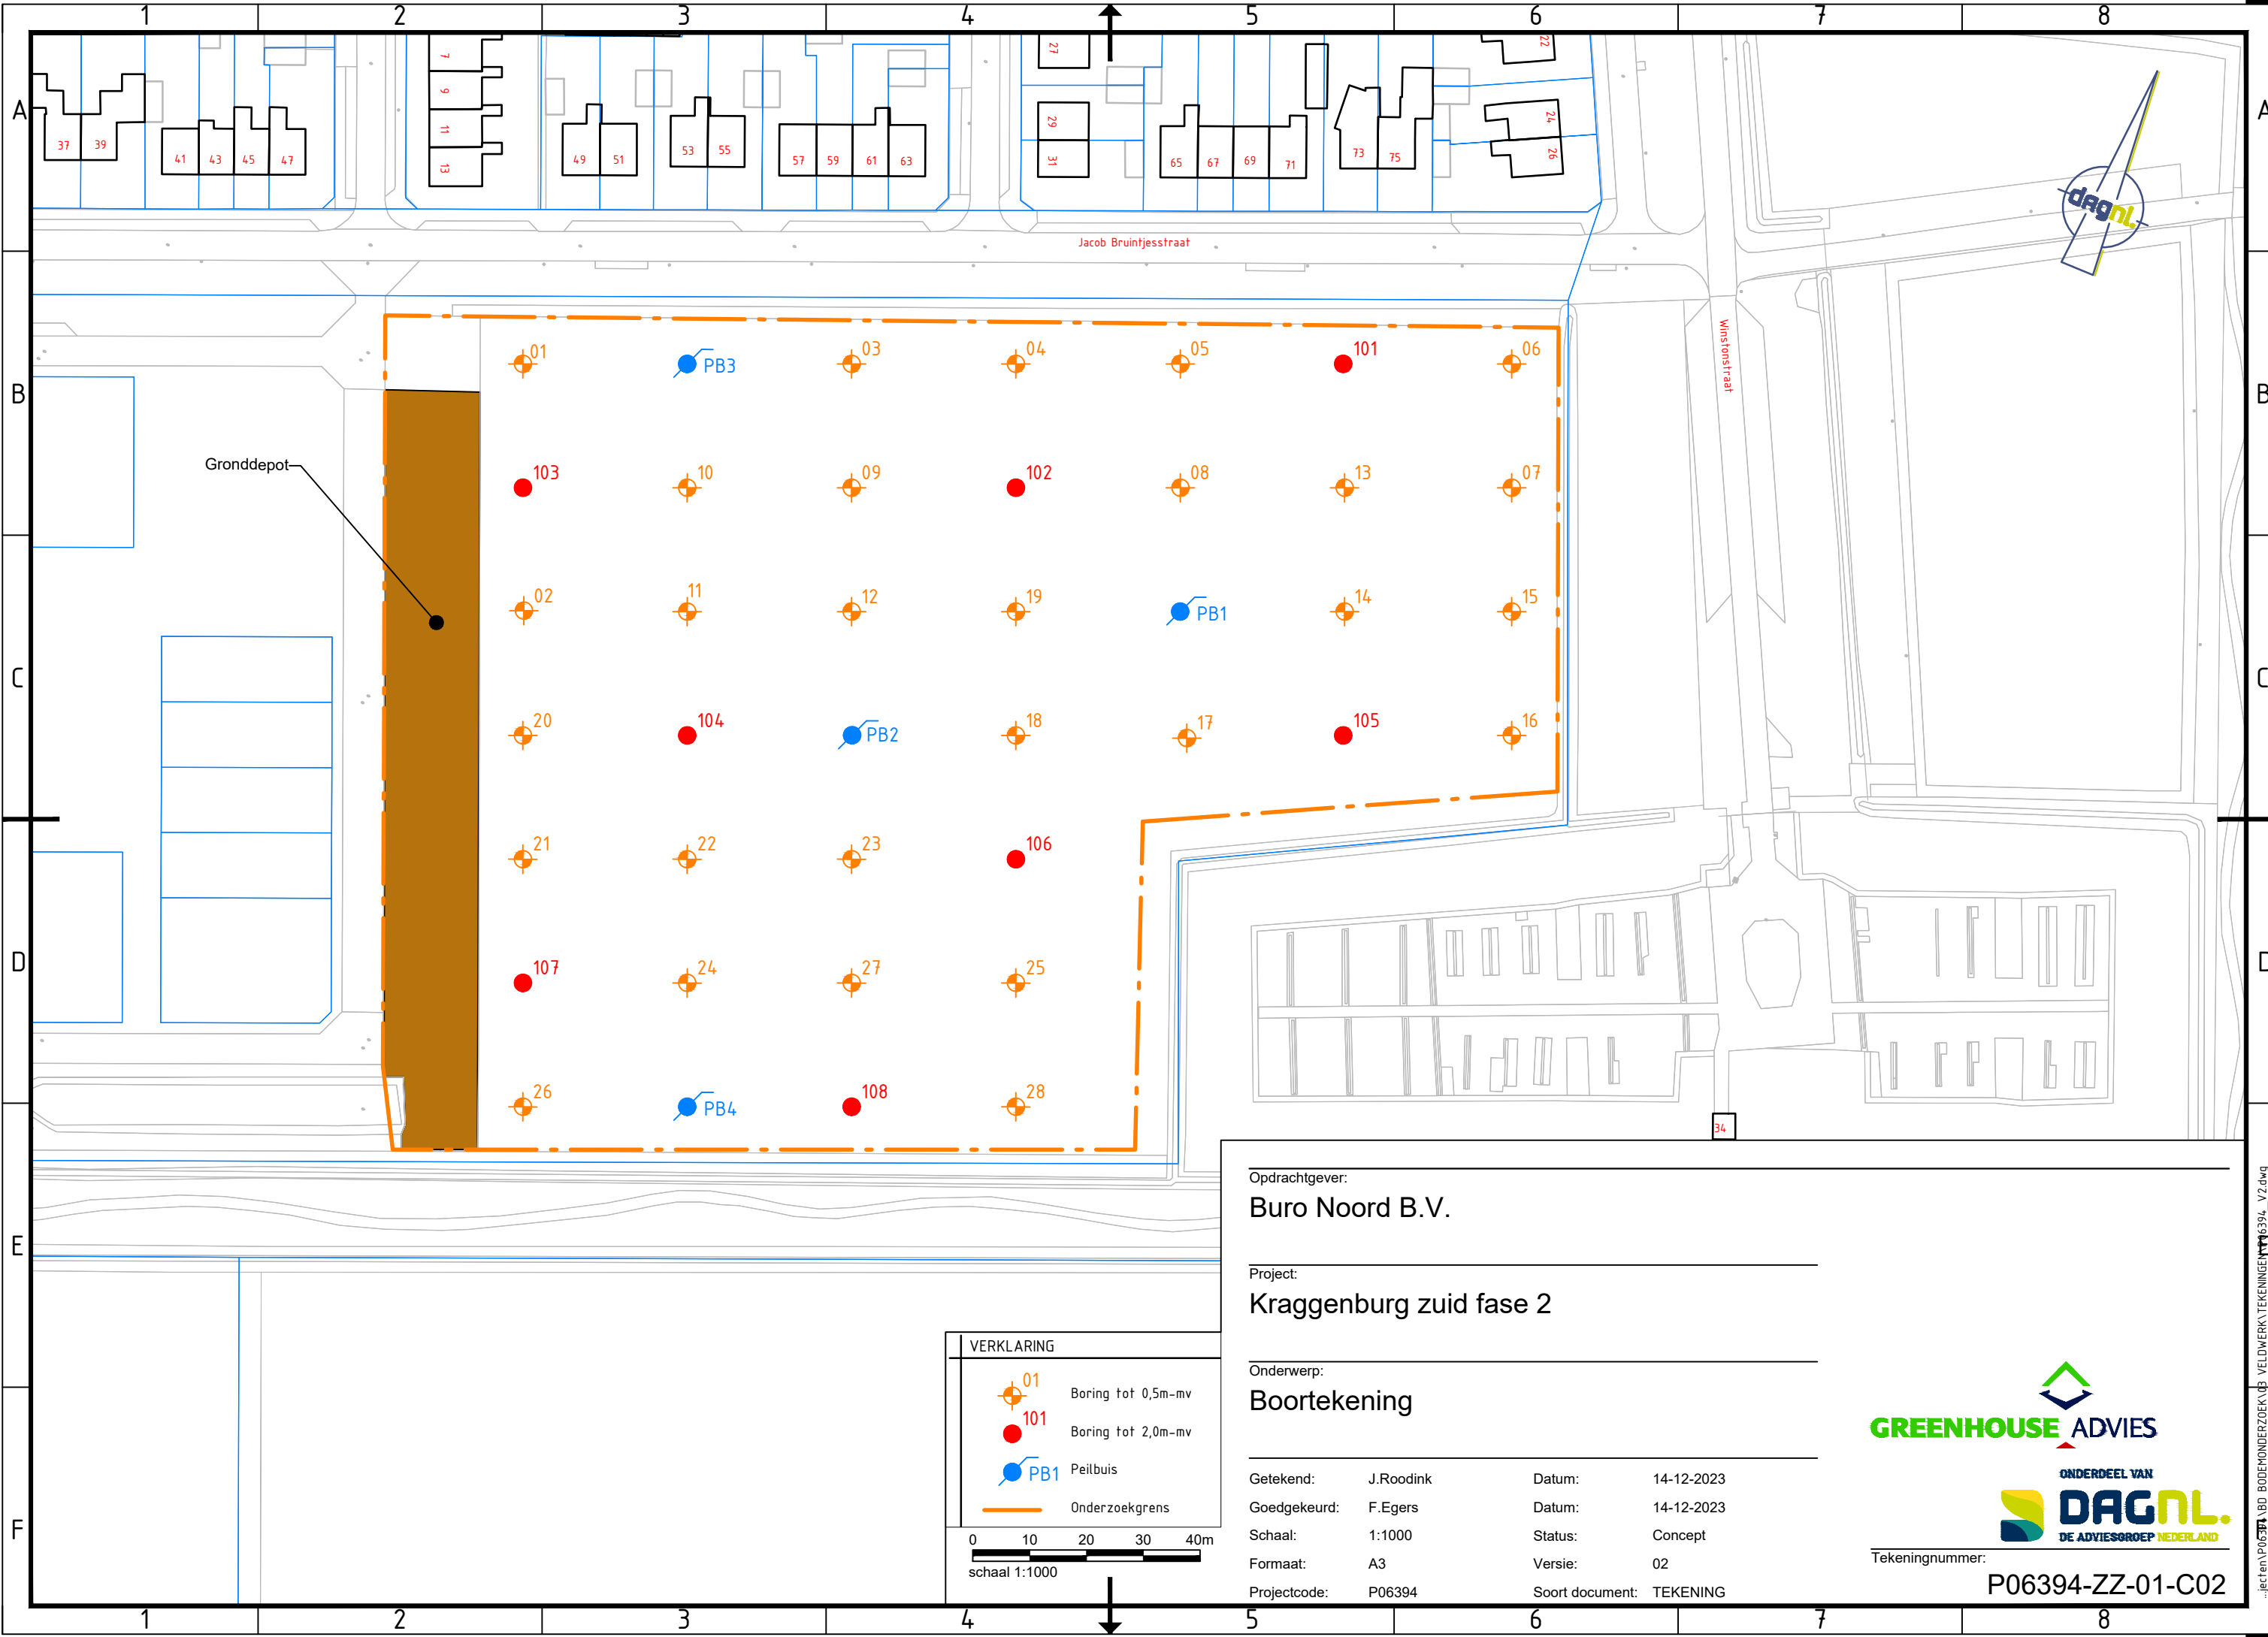 1 2 3 4 5 6 7 8
A A
7
9
11
13
27
29
31
22
24
26
37 39 41 43 45 47 49 51 53 55 57 59 61 63 65 67 69 71 73 75
dagnl.
Jacob Bruintjesstraat
Winstonstraat
B B
01 PB3 03 04 05 101 06
Gronddepot
103 10 09 102 08 13 07
02 11 12 19 PB1 14 15
C C
20 104 PB2 18 17 105 16
21 22 23 106
D D
107 24 27 25
26 PB4 108 28
34
E
Opdrachtgever:
Buro Noord B.V.
Project:
Kraggenburg zuid fase 2
Onderwerp:
Boortekening
VERKLARING
01 Boring tot 0,5m-mv
101 Boring tot 2,0m-mv
PB1 Peilbuis
Onderzoekgrens
0 10 20 30 40m
schaal 1:1000
Getekend: J.Roodink Datum: 14-12-2023
Goedgekeurd: F.Egers Datum: 14-12-2023
Schaal: 1:1000 Status: Concept
Formaat: A3 Versie: 02
Projectcode: P06394 Soort document: TEKENING
GREENHOUSE ADVIES
ONDERDEEL VAN
DAGNL.
DE ADVIESGROEP NEDERLAND
Tekeningnummer:
P06394-ZZ-01-C02
F
1 2 3 4 5 6 7 8